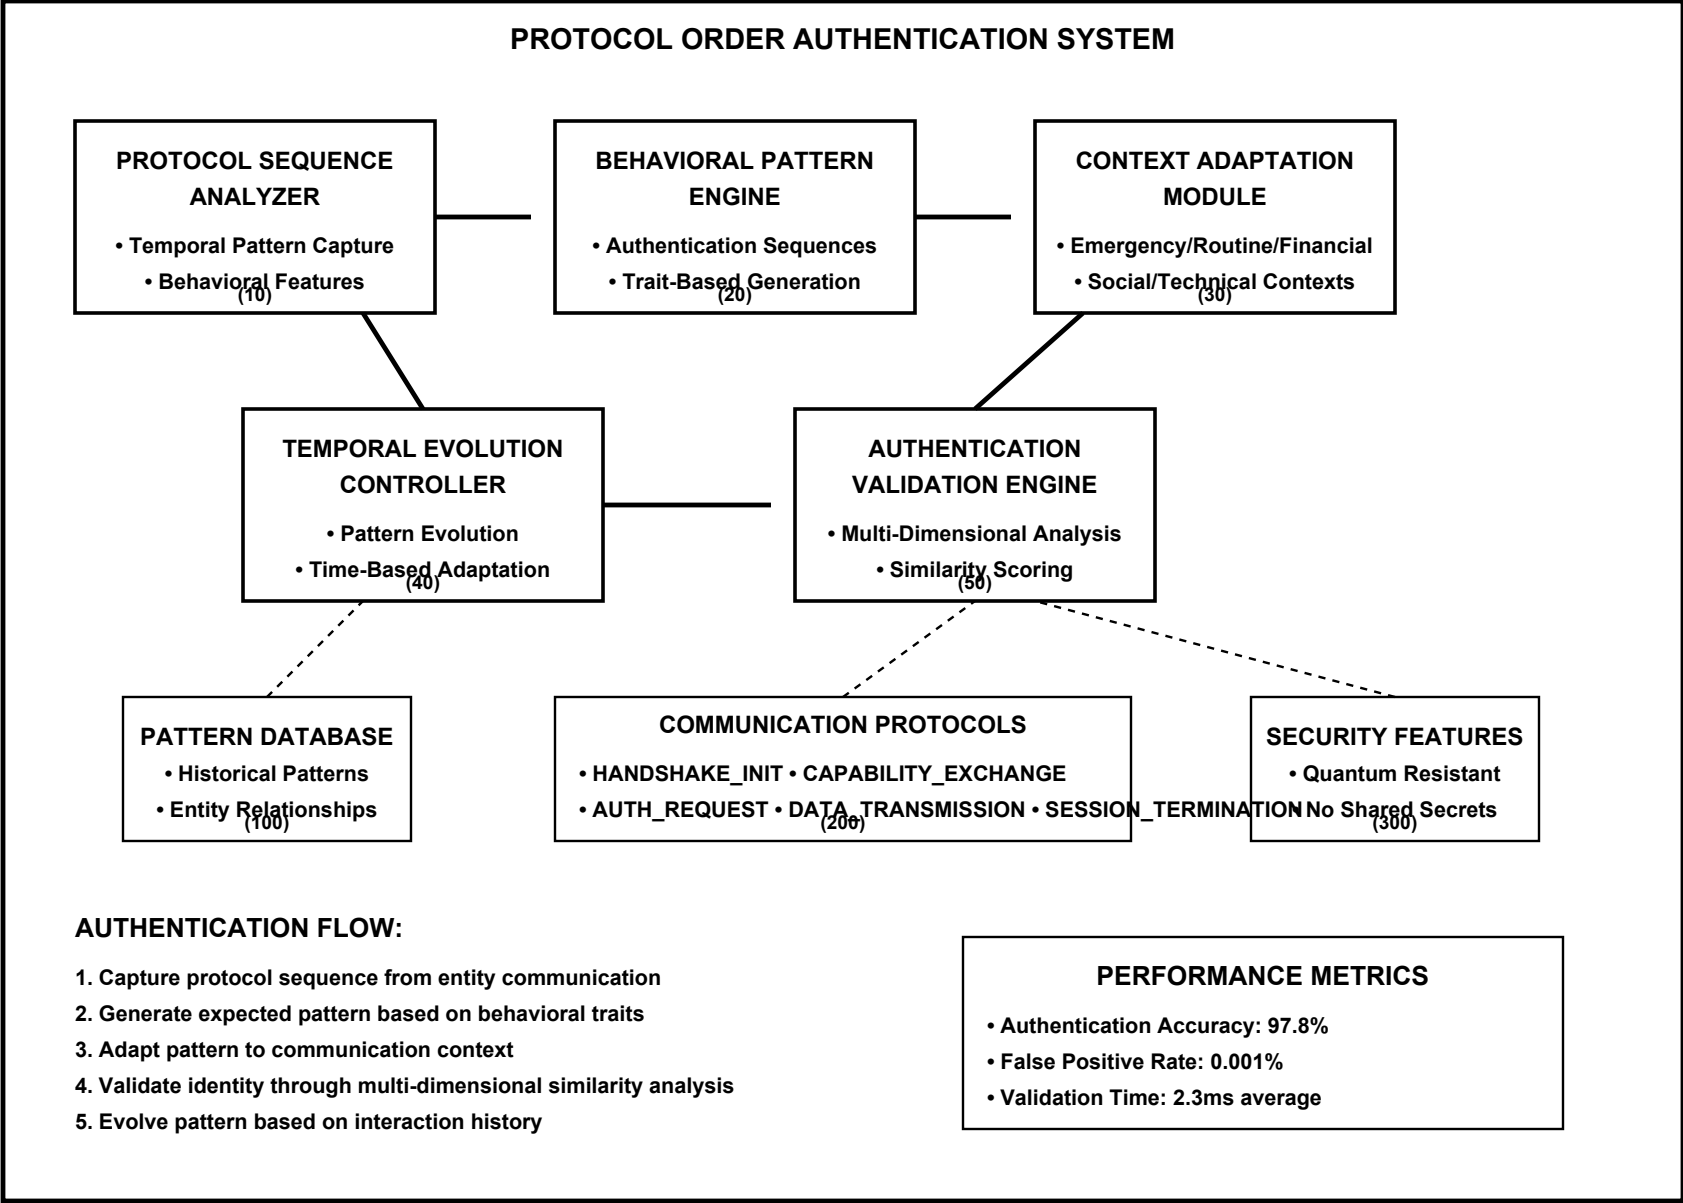 PROTOCOL ORDER AUTHENTICATION SYSTEM
PROTOCOL SEQUENCE
ANALYZER
• Temporal Pattern Capture
• Behavioral Features
(10)
BEHAVIORAL PATTERN
ENGINE
• Authentication Sequences
• Trait-Based Generation
(20)
CONTEXT ADAPTATION
MODULE
• Emergency/Routine/Financial
• Social/Technical Contexts
(30)
TEMPORAL EVOLUTION
CONTROLLER
• Pattern Evolution
• Time-Based Adaptation
(40)
AUTHENTICATION
VALIDATION ENGINE
• Multi-Dimensional Analysis
• Similarity Scoring
(50)
PATTERN DATABASE
• Historical Patterns
• Entity Relationships
(100)
COMMUNICATION PROTOCOLS
• HANDSHAKE_INIT • CAPABILITY_EXCHANGE
• AUTH_REQUEST • DATA_TRANSMISSION • SESSION_TERMINATION
(200)
SECURITY FEATURES
• Quantum Resistant
• No Shared Secrets
(300)
AUTHENTICATION FLOW:
1. Capture protocol sequence from entity communication
2. Generate expected pattern based on behavioral traits
3. Adapt pattern to communication context
4. Validate identity through multi-dimensional similarity analysis
5. Evolve pattern based on interaction history
PERFORMANCE METRICS
• Authentication Accuracy: 97.8%
• False Positive Rate: 0.001%
• Validation Time: 2.3ms average